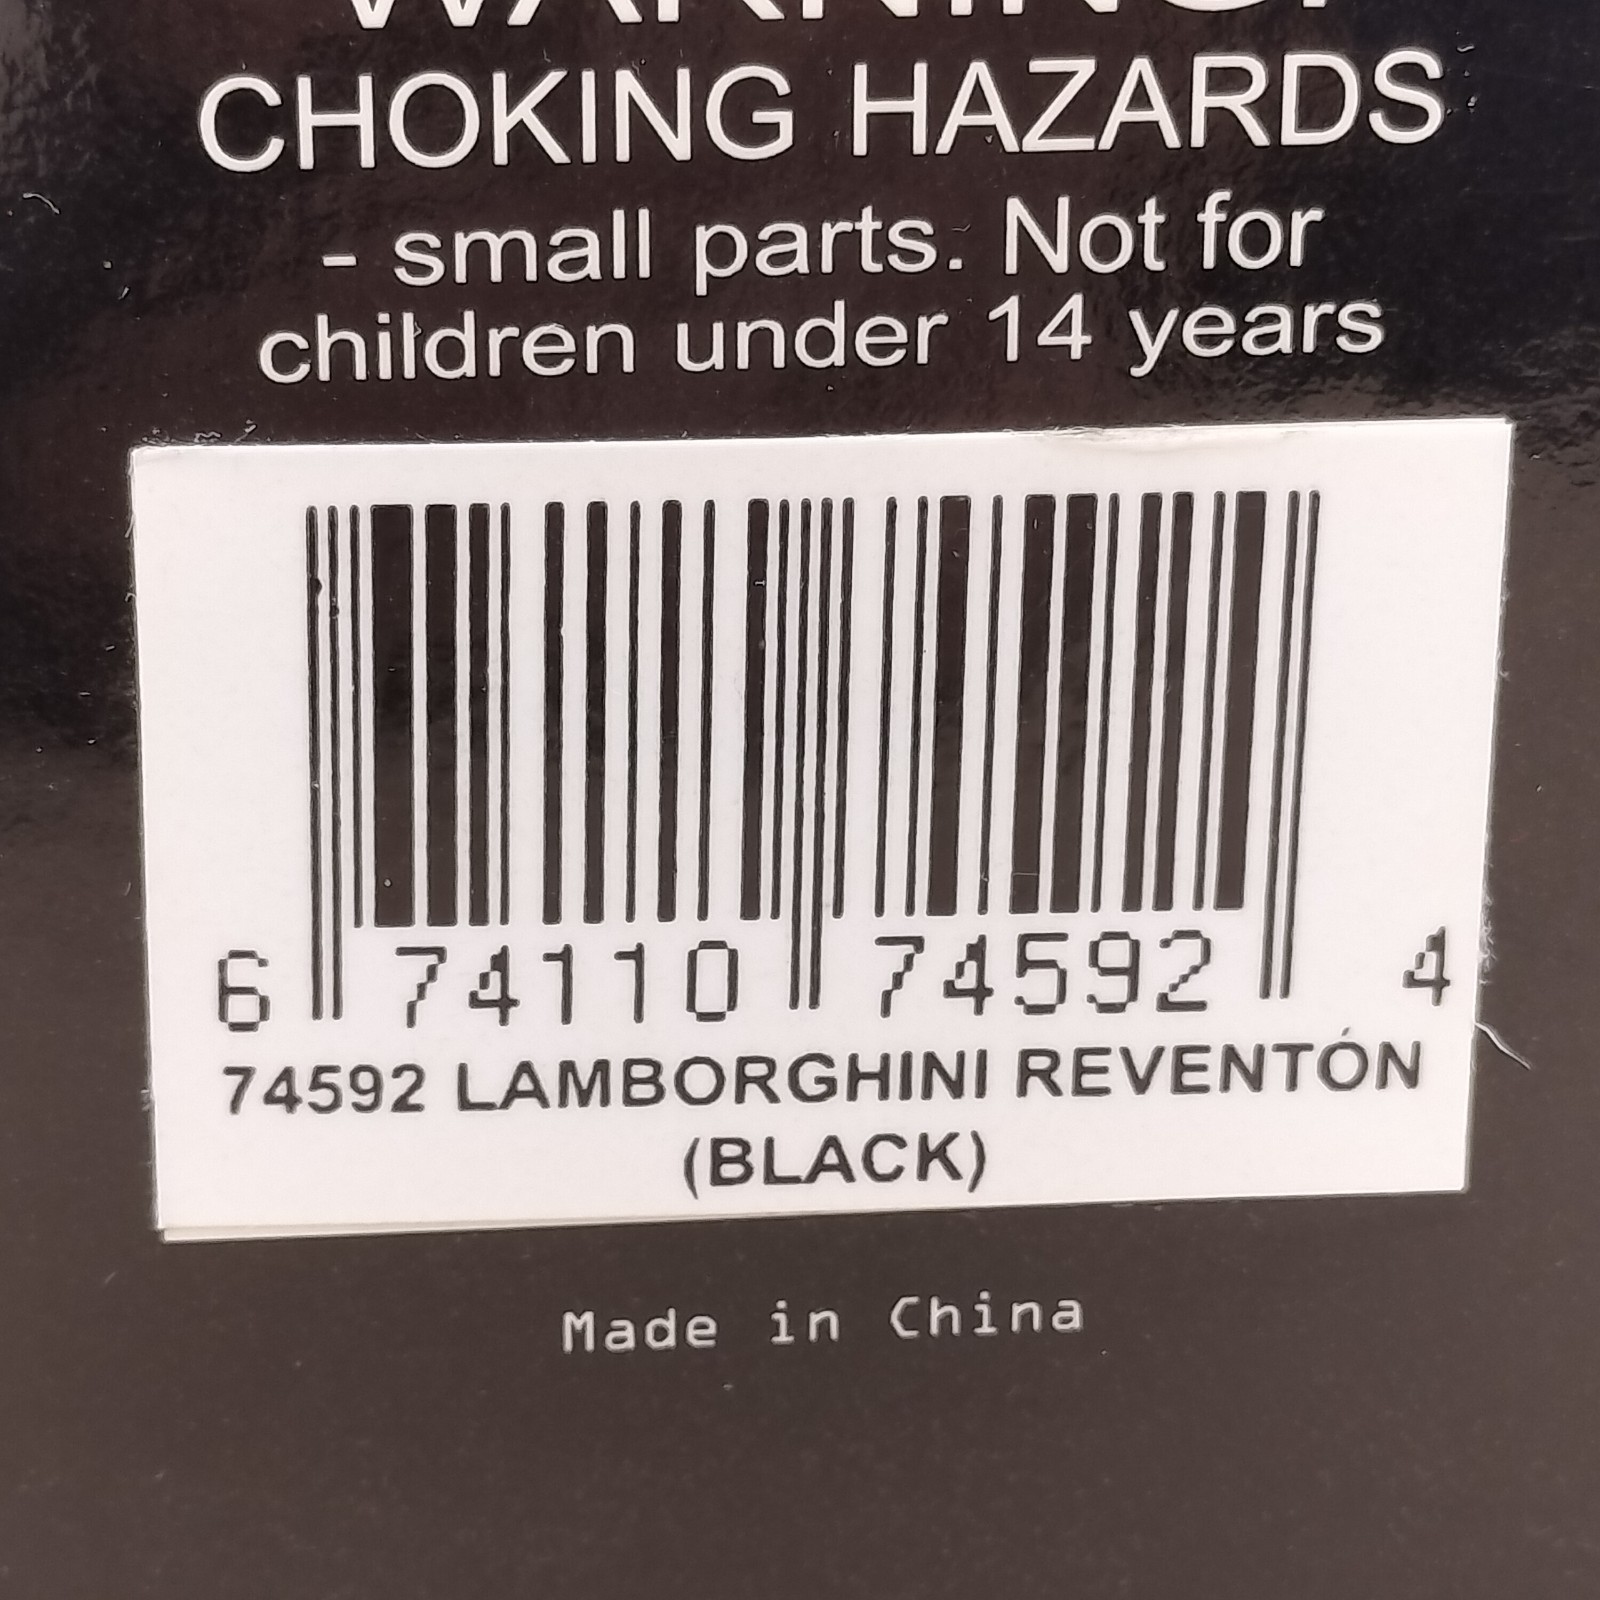 WARNING!
CHOKING HAZARDS
- small parts. Not for
children under 14 years
6 74110 74592 4
74592 LAMBORGHINI REVENTÓN
(BLACK)
Made in China